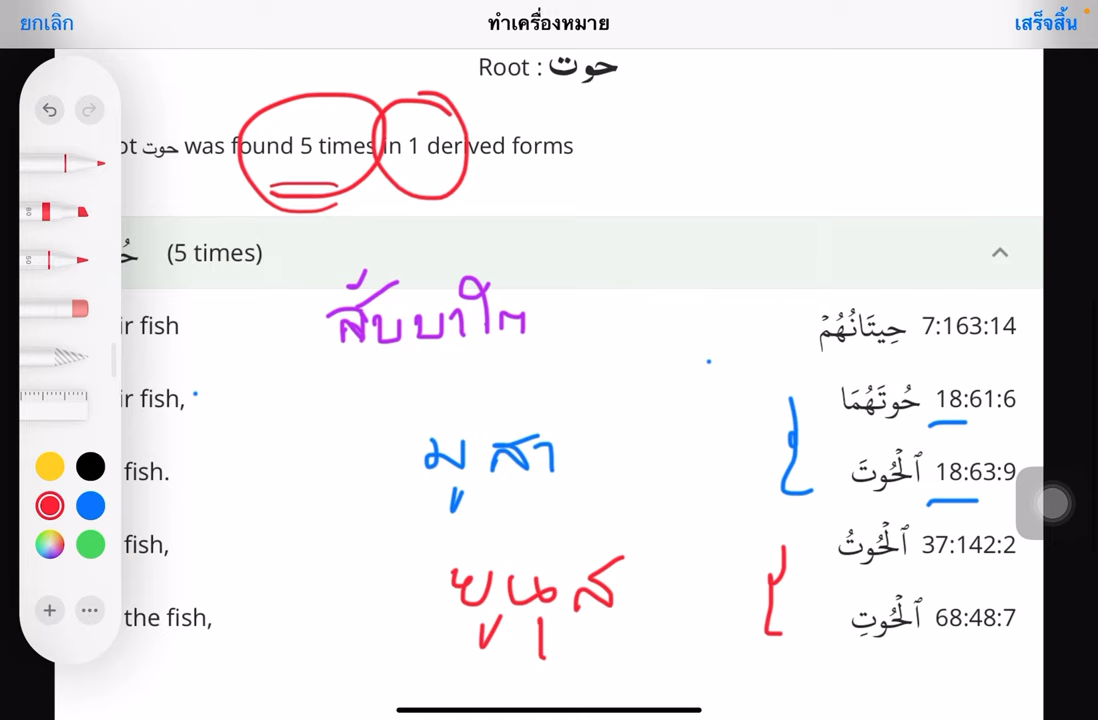 ยกเลิก ทำเครื่องหมาย เสร็จสิ้น
Root : حوت
ot حوت was found 5 times in 1 derived forms
(5 times)
ir fish สับบาโต حِيتَانُهُمْ 7:163:14
ir fish, حُوتَهُمَا 18:61:6
fish. มูสา ٱلْحُوتَ 18:63:9
fish, ٱلْحُوتُ 37:142:2
the fish, ยูนุส ٱلْحُوتِ 68:48:7